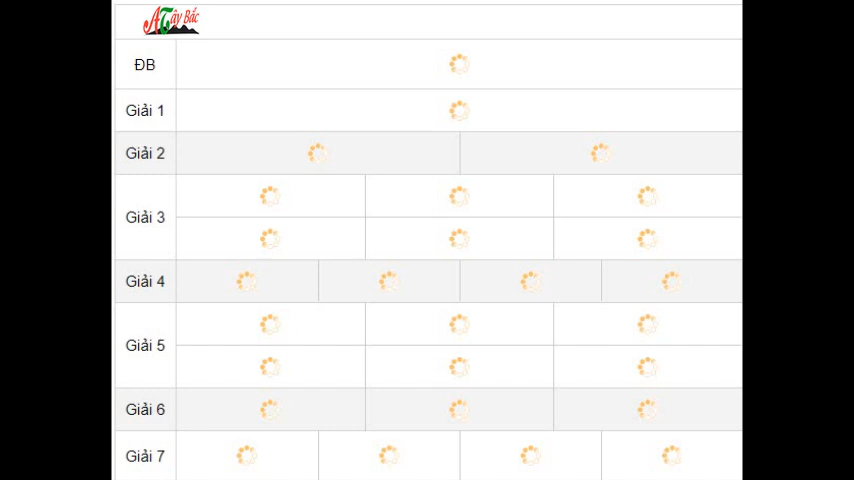 A Tây Bắc
ĐB
Giải 1
Giải 2
Giải 3
Giải 4
Giải 5
Giải 6
Giải 7